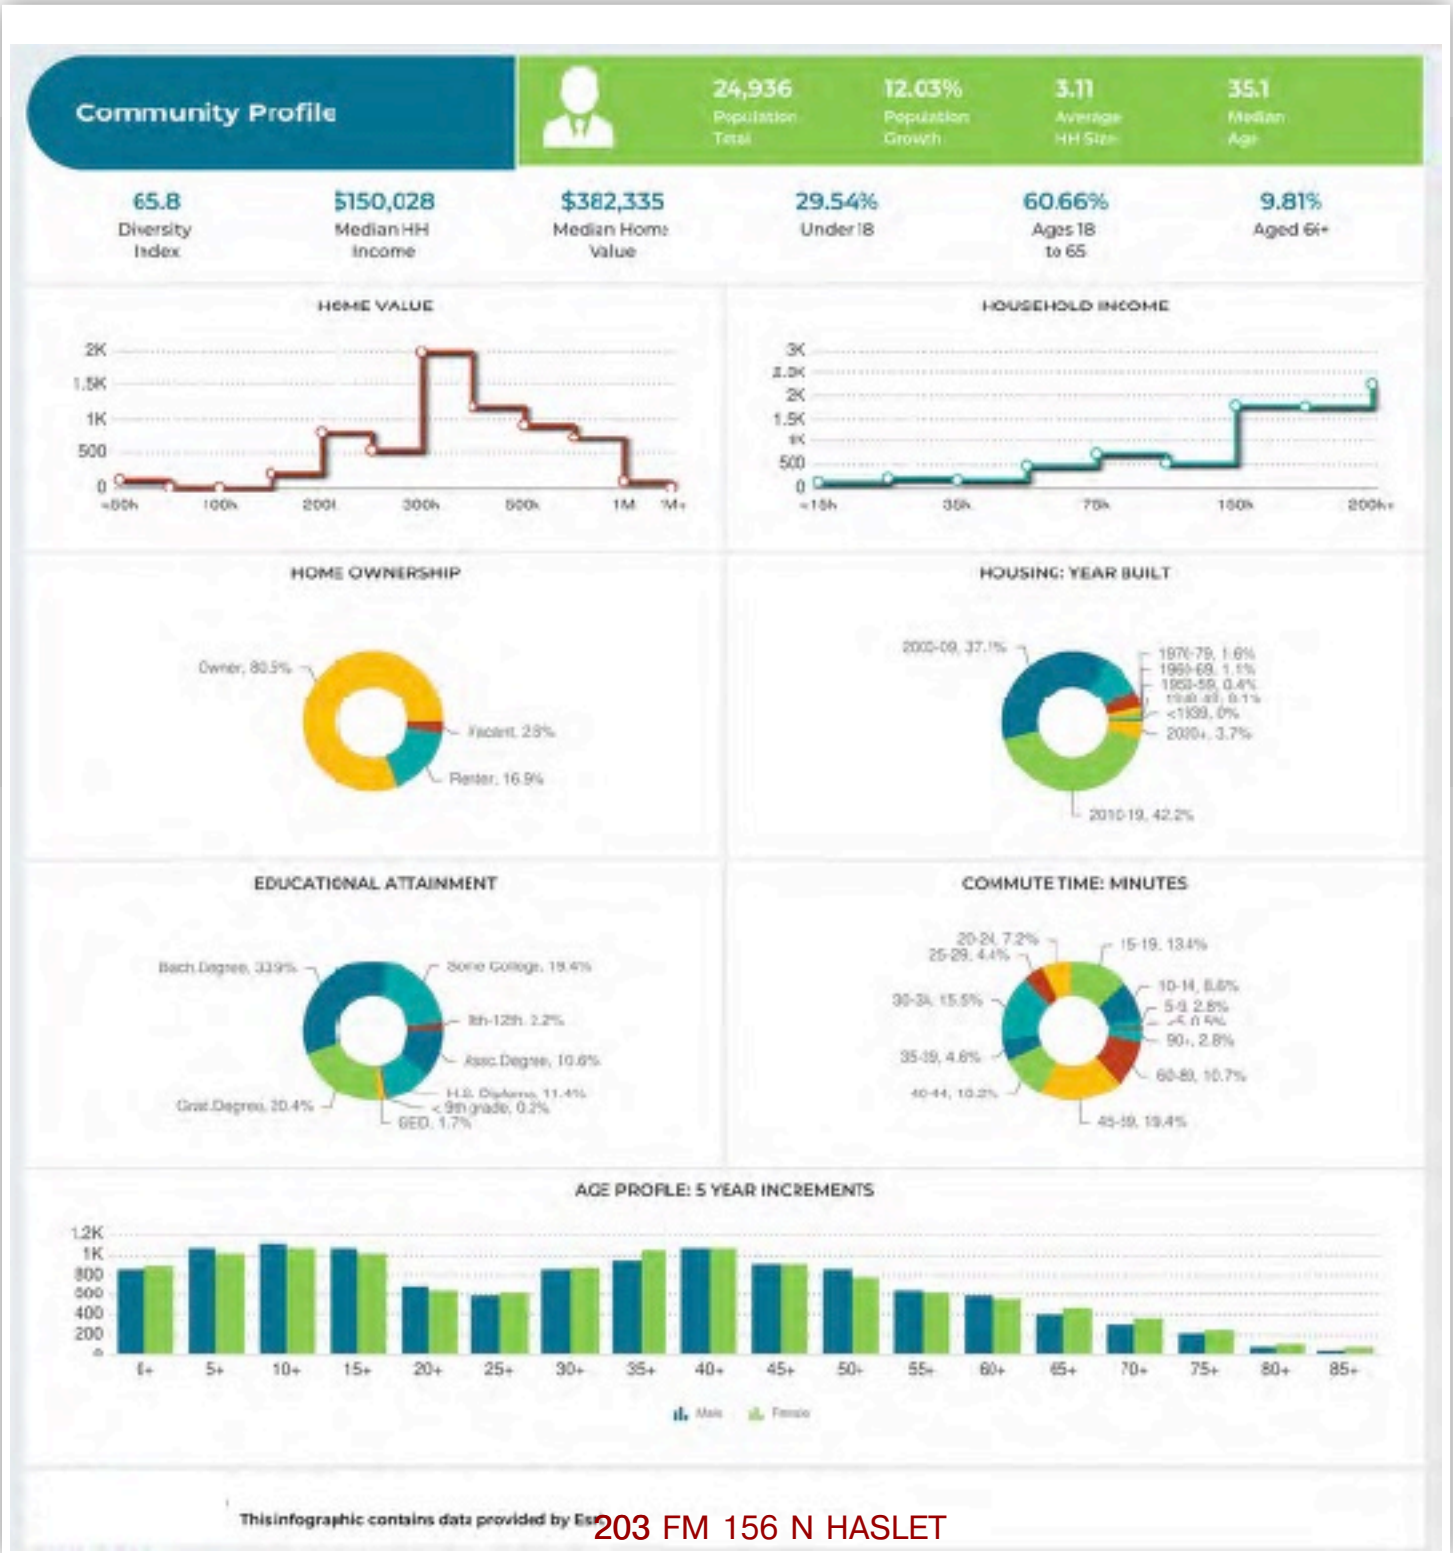 Community Profile
24,936
Population
Total
12.03%
Population
Growth
3.11
Average
HH Size
35.1
Median
Age
65.8
Diversity
Index
$150,028
Median HH
Income
$382,335
Median Home
Value
29.54%
Under 18
60.66%
Ages 18
to 65
9.81%
Aged
HOME VALUE
2K
1.5K
1K
500
0
<50k 100k 200k 300k 500k 1M M+
HOUSEHOLD INCOME
3K
2K
1.5K
1K
500
0
<15k 35k 75k 150k 200k+
HOME OWNERSHIP
Owner, 80.5%
Vacant,
Renter, 16.9%
HOUSING: YEAR BUILT
37.1%
1970-79, 1.6%
1960-69, 1.1%
1950-59, 0.4%
0.1%
<1939, 0%
2020+, 3.7%
2010-19, 42.2%
EDUCATIONAL ATTAINMENT
Bach.Degree, 33.9%
Some College, 19.4%
9th-12th, 2.2%
Assc.Degree, 10.6%
H.S. Diploma, 11.4%
< 9th grade,
GED, 1.7%
Grad.Degree, 20.4%
COMMUTE TIME: MINUTES
20-24, 7.2%
25-29, 4.4%
30-34, 15.5%
35-39, 4.6%
40-44, 10.2%
15-19, 13.4%
10-14, 8.6%
5-9, 2.8%
<5, 0.5%
90+, 2.8%
60-89, 10.7%
45-59, 19.4%
AGE PROFILE: 5 YEAR INCREMENTS
1.2K
1K
800
600
400
200
0
0+ 5+ 10+ 15+ 20+ 25+ 30+ 35+ 40+ 45+ 50+ 55+ 60+ 65+ 70+ 75+ 80+ 85+
Male Female
This infographic contains data provided by
203 FM 156 N HASLET